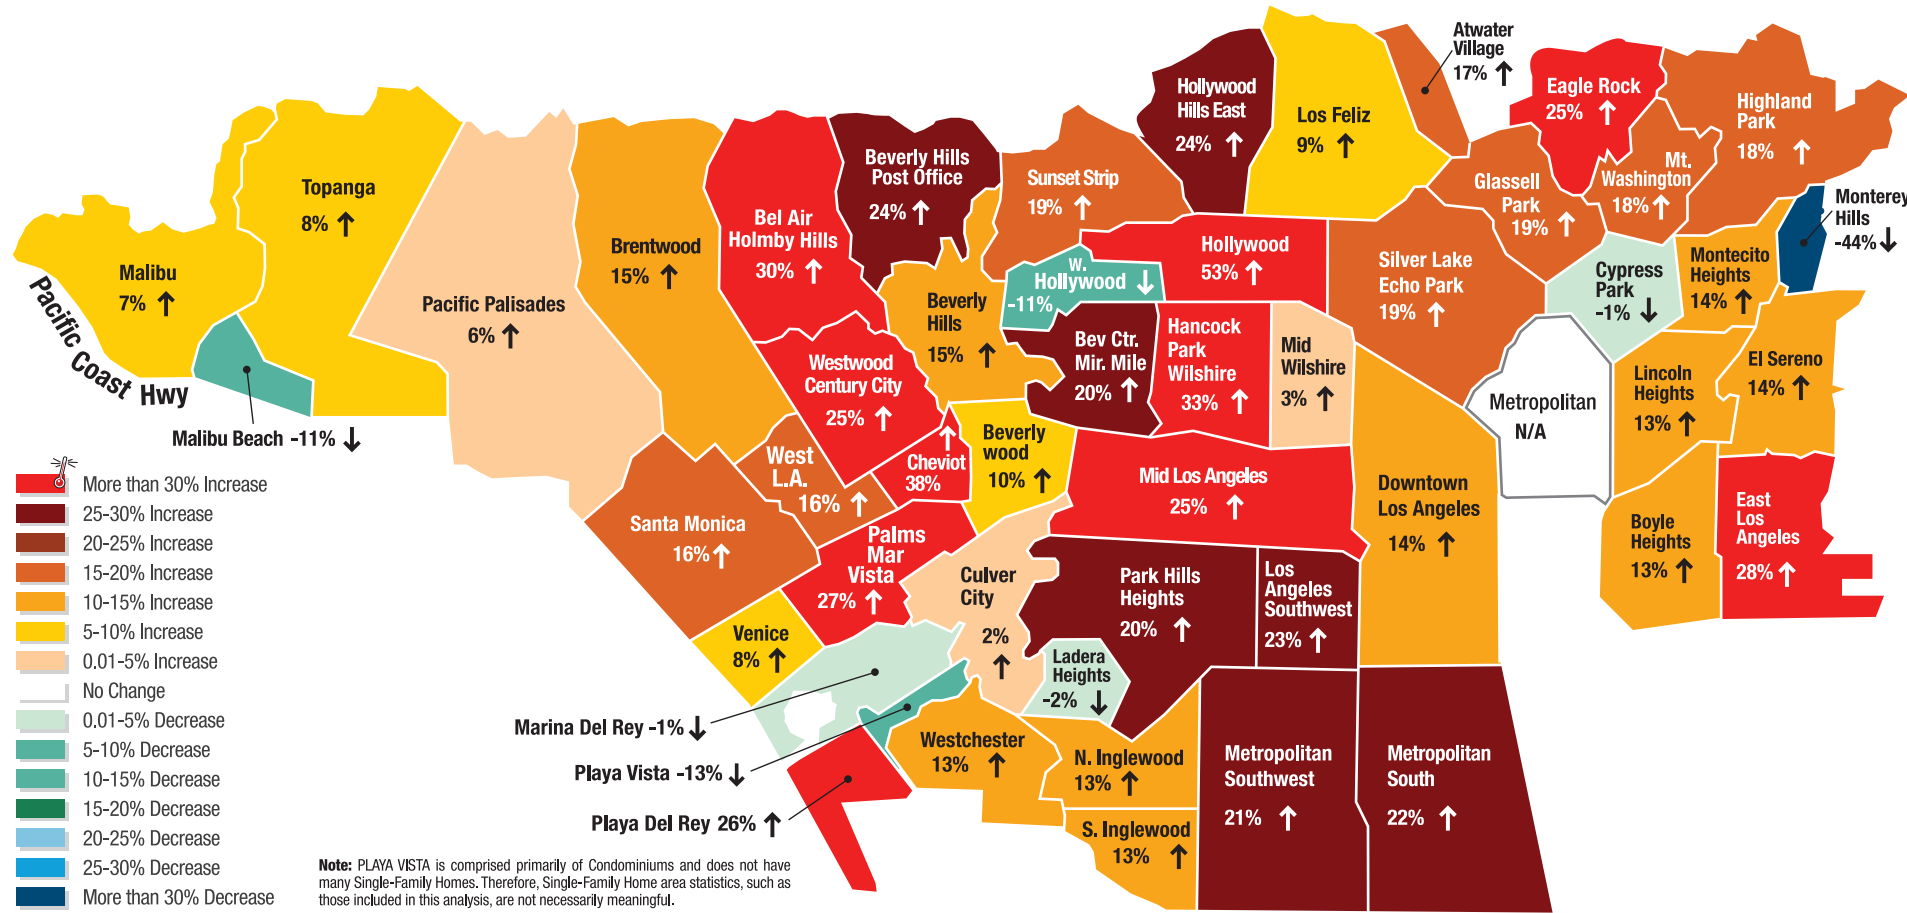 Atwater
Village
17%
Hollywood
Hills East
24%
Los Feliz
9%
Eagle Rock
25%
Highland
Park
18%
Beverly Hills
Post Office
24%
Sunset Strip
19%
Glassell
Park
19%
Mt.
Washington
18%
Monterey
Hills
-44%
Topanga
8%
Bel Air
Holmby Hills
30%
Brentwood
15%
Hollywood
53%
Silver Lake
Echo Park
19%
Cypress
Park
-1%
Montecito
Heights
14%
Malibu
7%
Pacific Palisades
6%
W.
Hollywood
-11%
Beverly
Hills
15%
Bev Ctr.
Mir. Mile
20%
Hancock
Park
Wilshire
33%
Mid
Wilshire
3%
Pacific Coast Hwy
Westwood
Century City
25%
Lincoln
Heights
13%
El Sereno
14%
Metropolitan
N/A
Malibu Beach -11%
Cheviot
38%
Beverly
wood
10%
West
L.A.
16%
Mid Los Angeles
25%
Downtown
Los Angeles
14%
Santa Monica
16%
Boyle
Heights
13%
East
Los
Angeles
28%
Palms
Mar
Vista
27%
Culver
City
2%
Park Hills
Heights
20%
Los
Angeles
Southwest
23%
Venice
8%
Ladera
Heights
-2%
Marina Del Rey -1%
Westchester
13%
N. Inglewood
13%
Metropolitan
Southwest
21%
Metropolitan
South
22%
Playa Vista -13%
Playa Del Rey 26%
S. Inglewood
13%
More than 30% Increase
25-30% Increase
20-25% Increase
15-20% Increase
10-15% Increase
5-10% Increase
0.01-5% Increase
No Change
0.01-5% Decrease
5-10% Decrease
10-15% Decrease
15-20% Decrease
20-25% Decrease
25-30% Decrease
More than 30% Decrease
Note: PLAYA VISTA is comprised primarily of Condominiums and does not have
many Single-Family Homes. Therefore, Single-Family Home area statistics, such as
those included in this analysis, are not necessarily meaningful.